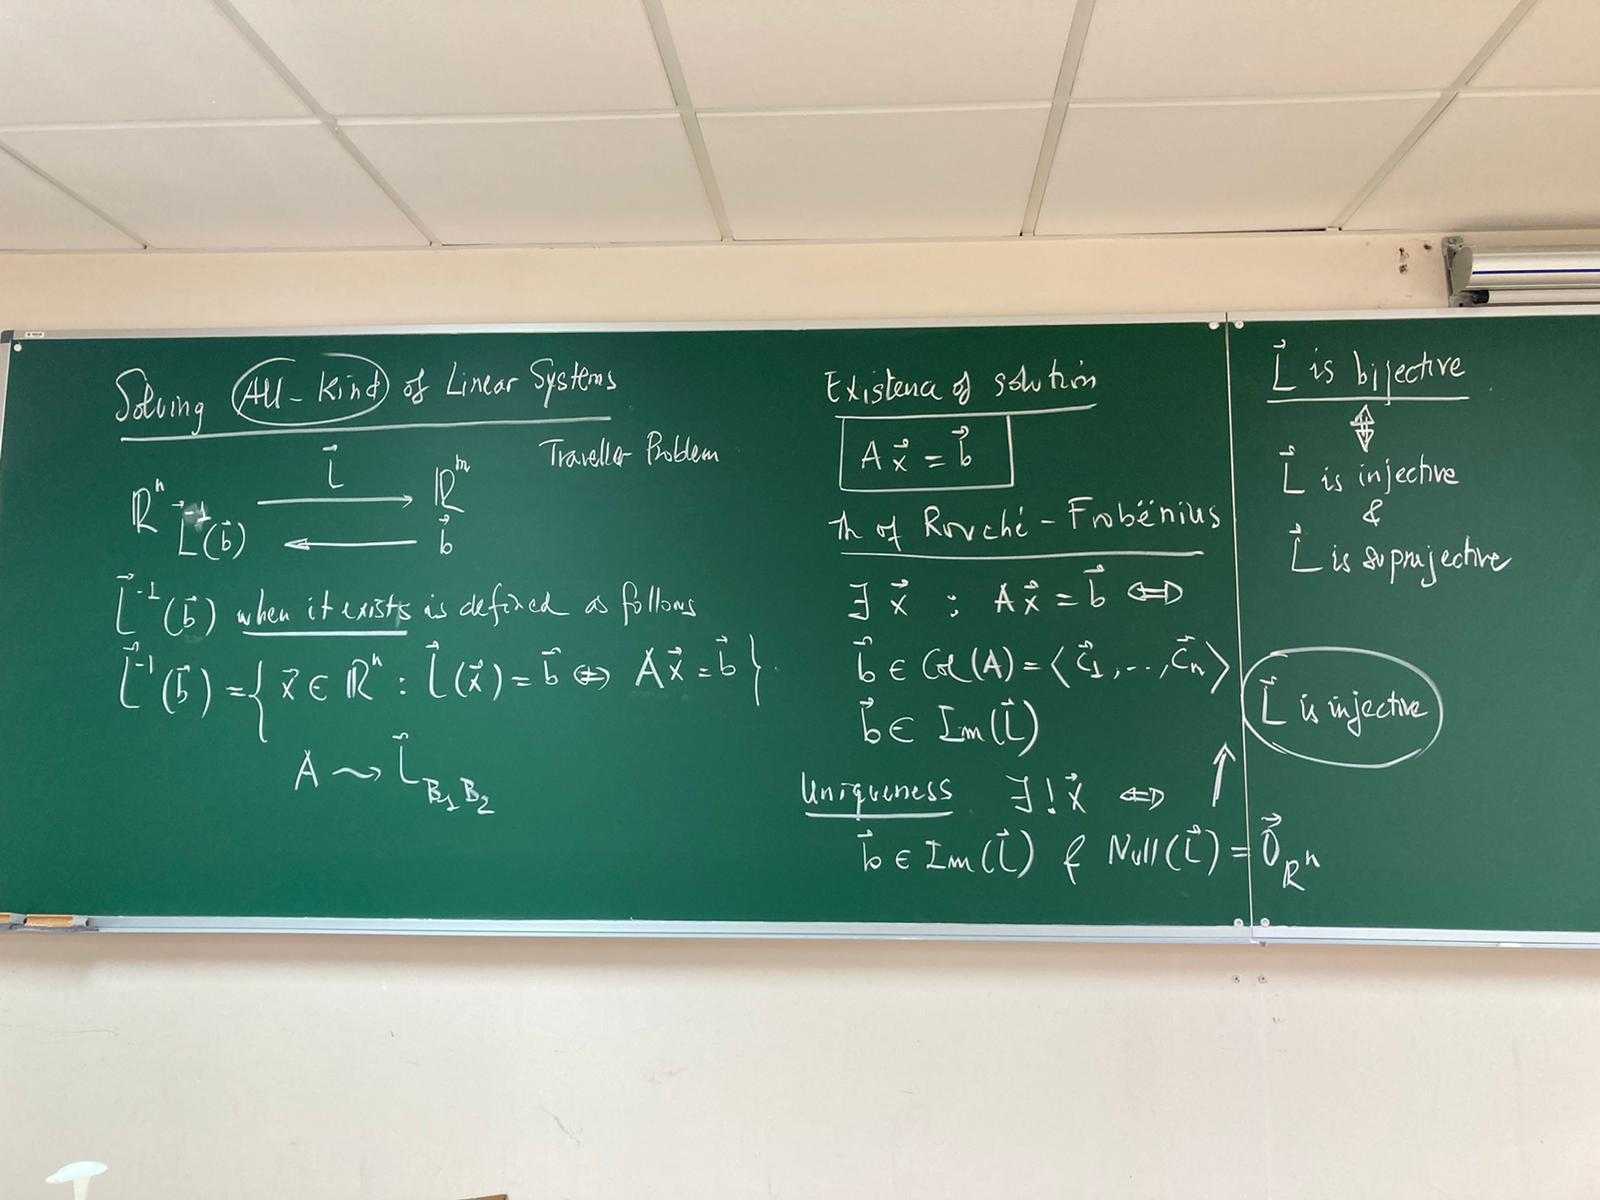 Solving All-Kind of Linear Systems
Traveller Problem
ℝⁿ L⃗ ⟶ ℝᵐ
L⃗⁻¹(b⃗) ⟵ b⃗
L⃗⁻¹(b⃗) when it exists is defined as follows
L⃗⁻¹(b⃗) = { x⃗ ∈ ℝⁿ : L⃗(x⃗) = b⃗ ⇔ Ax⃗ = b⃗ }.
A ⤳ L⃗ B₁B₂
Existence of solution
Ax⃗ = b⃗
Th of Rouché-Frobénius
∃ x⃗ : Ax⃗ = b⃗ ⇔
b⃗ ∈ Col(A) = ⟨c⃗₁, ..., c⃗ₙ⟩
b⃗ ∈ Im(L⃗)
Uniqueness ∃! x⃗ ⇔ ↑
b⃗ ∈ Im(L⃗) & Null(L⃗) = 0⃗ ℝⁿ
L⃗ is bijective
⇕
L⃗ is injective
&
L⃗ is suprajective
L⃗ is injective